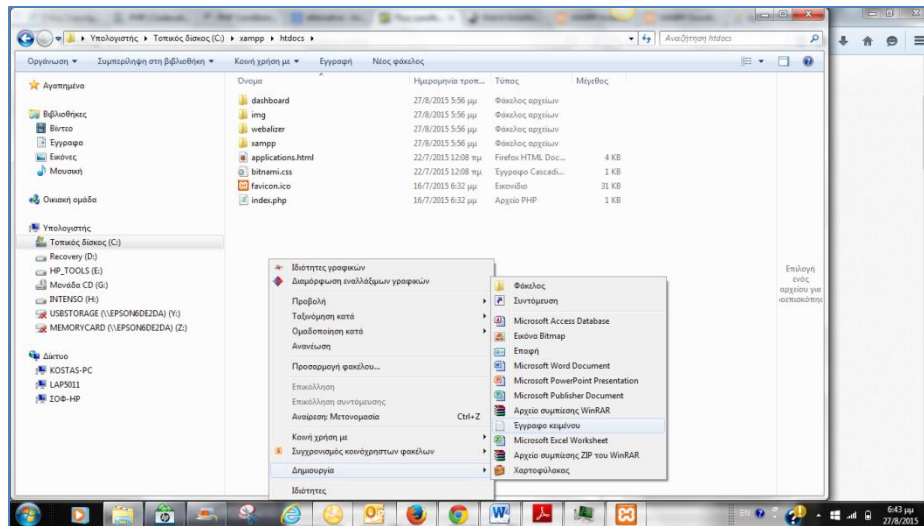 Υπολογιστής ▸ Τοπικός δίσκος (C:) ▸ xampp ▸ htdocs ▸
Αναζήτηση htdocs
Οργάνωση Συμπερίληψη στη βιβλιοθήκη Κοινή χρήση με Εγγραφή Νέος φάκελος
Όνομα Ημερομηνία τροπ... Τύπος Μέγεθος
dashboard 27/8/2015 5:56 μμ Φάκελος αρχείων
img 27/8/2015 5:56 μμ Φάκελος αρχείων
webalizer 27/8/2015 5:56 μμ Φάκελος αρχείων
xampp 27/8/2015 5:56 μμ Φάκελος αρχείων
applications.html 22/7/2015 12:08 πμ Firefox HTML Doc... 4 KB
bitnami.css 22/7/2015 12:08 πμ Έγγραφο Cascadi... 1 KB
favicon.ico 16/7/2015 6:32 μμ Εικονίδιο 31 KB
index.php 16/7/2015 6:32 μμ Αρχείο PHP 1 KB
Αγαπημένα
Βιβλιοθήκες
Βίντεο
Έγγραφα
Εικόνες
Μουσική
Οικιακή ομάδα
Υπολογιστής
Τοπικός δίσκος (C:)
Recovery (D:)
HP_TOOLS (E:)
Μονάδα CD (G:)
INTENSO (H:)
USBSTORAGE (\\EPSON6DE2DA) (Y:)
MEMORYCARD (\\EPSON6DE2DA) (Z:)
Δίκτυο
KOSTAS-PC
LAP5011
ΣΟΦ-HP
Ιδιότητες γραφικών
Διαμόρφωση εναλλάξιμων γραφικών
Προβολή
Ταξινόμηση κατά
Ομαδοποίηση κατά
Ανανέωση
Προσαρμογή φακέλου...
Επικόλληση
Επικόλληση συντόμευσης
Αναίρεση: Μετονομασία Ctrl+Z
Κοινή χρήση με
Συγχρονισμός κοινόχρηστων φακέλων
Δημιουργία
Ιδιότητες
Φάκελος
Συντόμευση
Microsoft Access Database
Εικόνα Bitmap
Επαφή
Microsoft Word Document
Microsoft PowerPoint Presentation
Microsoft Publisher Document
Αρχείο συμπίεσης WinRAR
Έγγραφο κειμένου
Microsoft Excel Worksheet
Αρχείο συμπίεσης ZIP του WinRAR
Χαρτοφύλακας
Επιλογή
ενός
αρχείου για
EN
6:43 μμ
27/8/2015